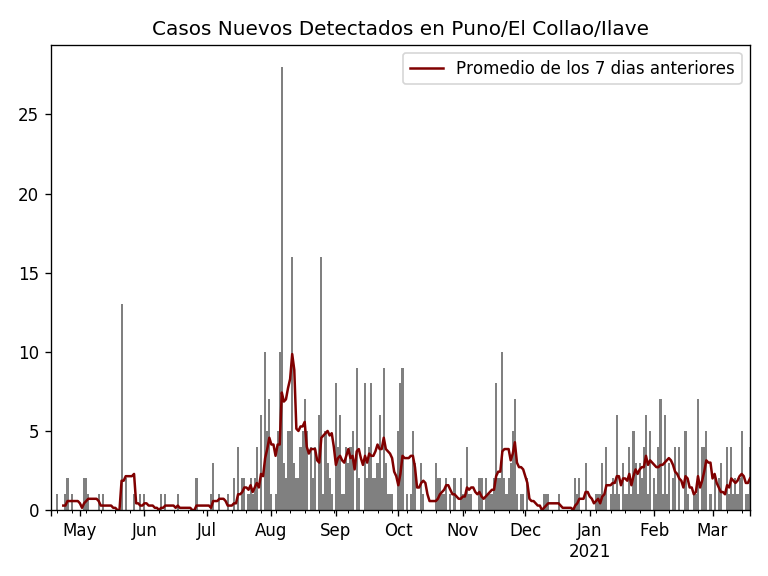 Casos Nuevos Detectados en Puno/El Collao/Ilave
Promedio de los 7 dias anteriores
25
20
15
10
5
0
May Jun Jul Aug Sep Oct Nov Dec Jan Feb Mar
2021